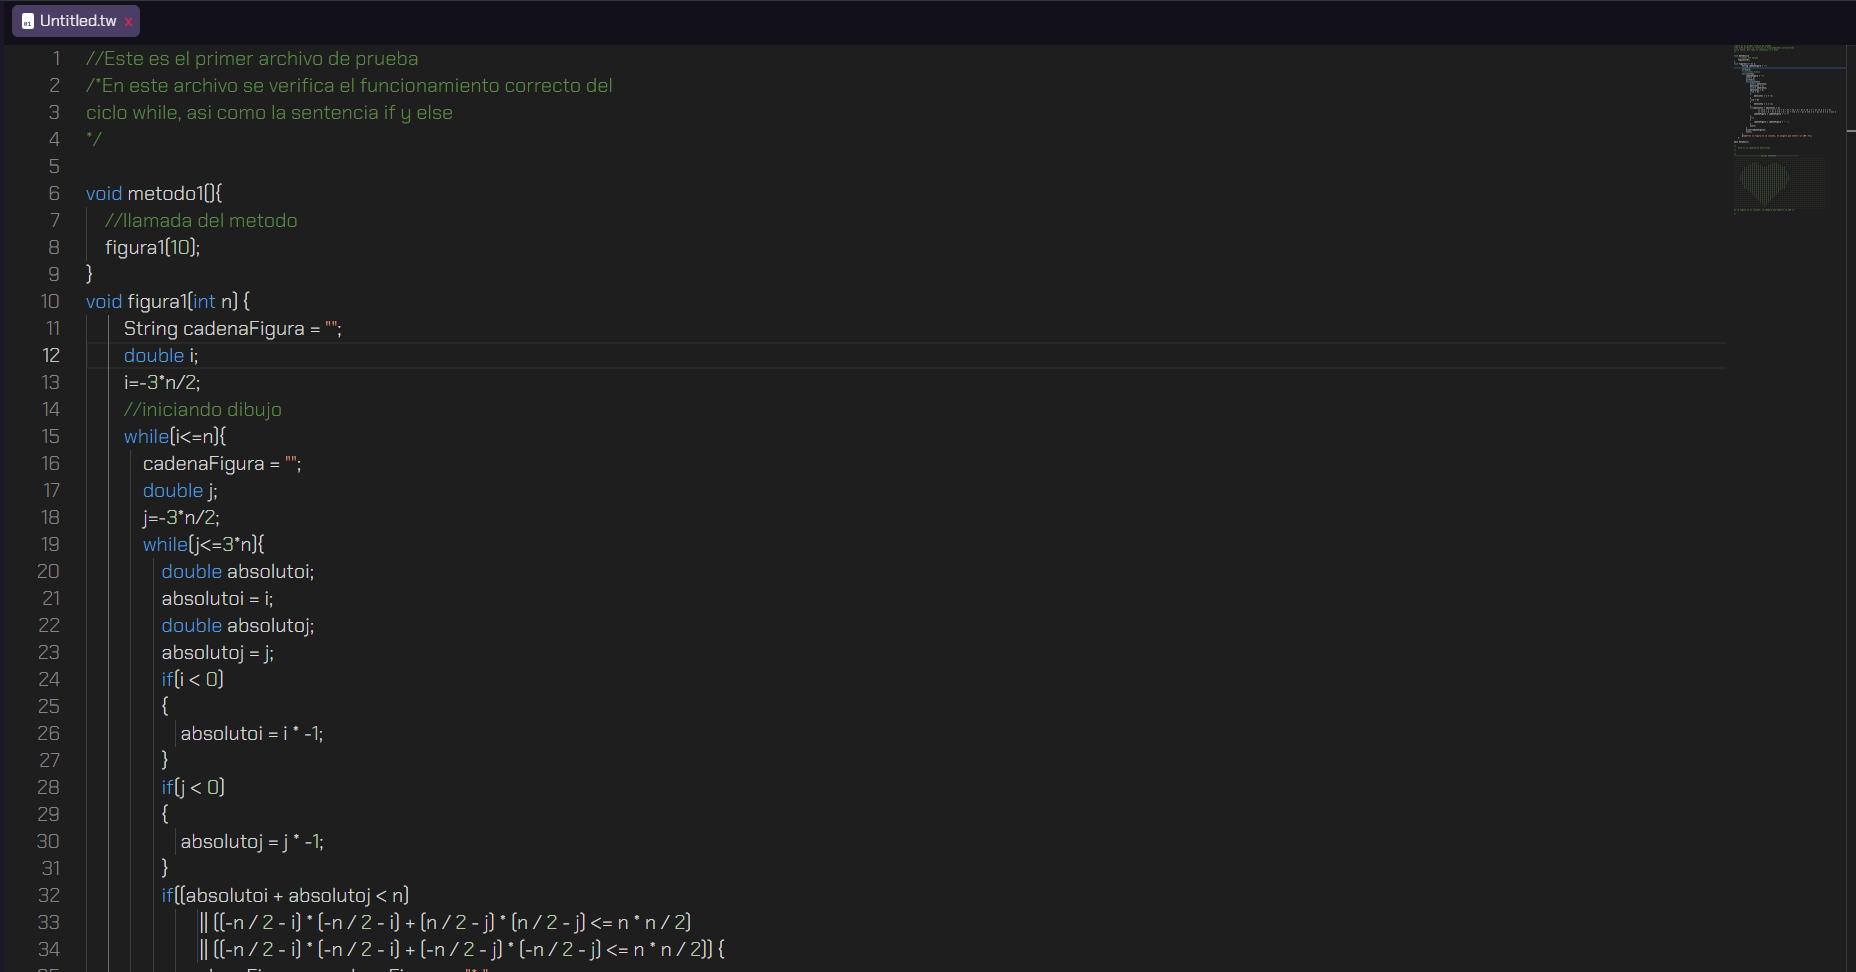 Untitled.tw x
1 //Este es el primer archivo de prueba
2 /*En este archivo se verifica el funcionamiento correcto del
3 ciclo while, asi como la sentencia if y else
4 */
5
6 void metodo1(){
7 //llamada del metodo
8 figura1(10);
9 }
10 void figura1(int n) {
11 String cadenaFigura = "";
12 double i;
13 i=-3*n/2;
14 //iniciando dibujo
15 while(i<=n){
16 cadenaFigura = "";
17 double j;
18 j=-3*n/2;
19 while(j<=3*n){
20 double absolutoi;
21 absolutoi = i;
22 double absolutoj;
23 absolutoj = j;
24 if(i < 0)
25 {
26 absolutoi = i * -1;
27 }
28 if(j < 0)
29 {
30 absolutoj = j * -1;
31 }
32 if((absolutoi + absolutoj < n)
33 || ((-n / 2 - i) * (-n / 2 - i) + (n / 2 - j) * (n / 2 - j) <= n * n / 2)
34 || ((-n / 2 - i) * (-n / 2 - i) + (-n / 2 - j) * (-n / 2 - j) <= n * n / 2)) {